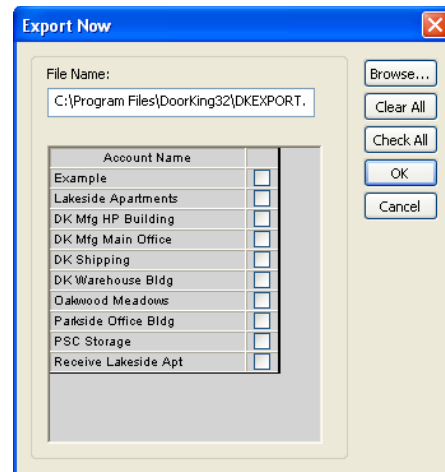 Export Now
File Name:
C:\Program Files\DoorKing32\DKEXPORT.
Browse...
Clear All
Check All
OK
Cancel
Account Name
Example
Lakeside Apartments
DK Mfg HP Building
DK Mfg Main Office
DK Shipping
DK Warehouse Bldg
Oakwood Meadows
Parkside Office Bldg
PSC Storage
Receive Lakeside Apt